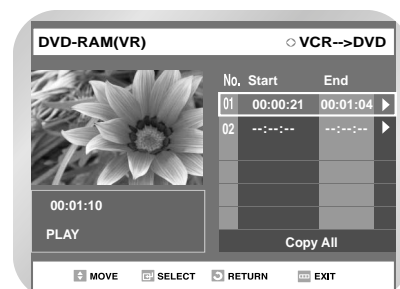 DVD-RAM(VR) VCR-->DVD
No. Start End
01 00:00:21 00:01:04
02 --:--:-- --:--:--
00:01:10
PLAY
Copy All
MOVE SELECT RETURN EXIT